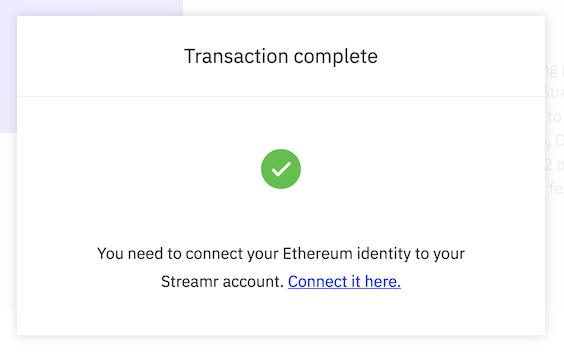 Transaction complete
You need to connect your Ethereum identity to your
Streamr account. Connect it here.